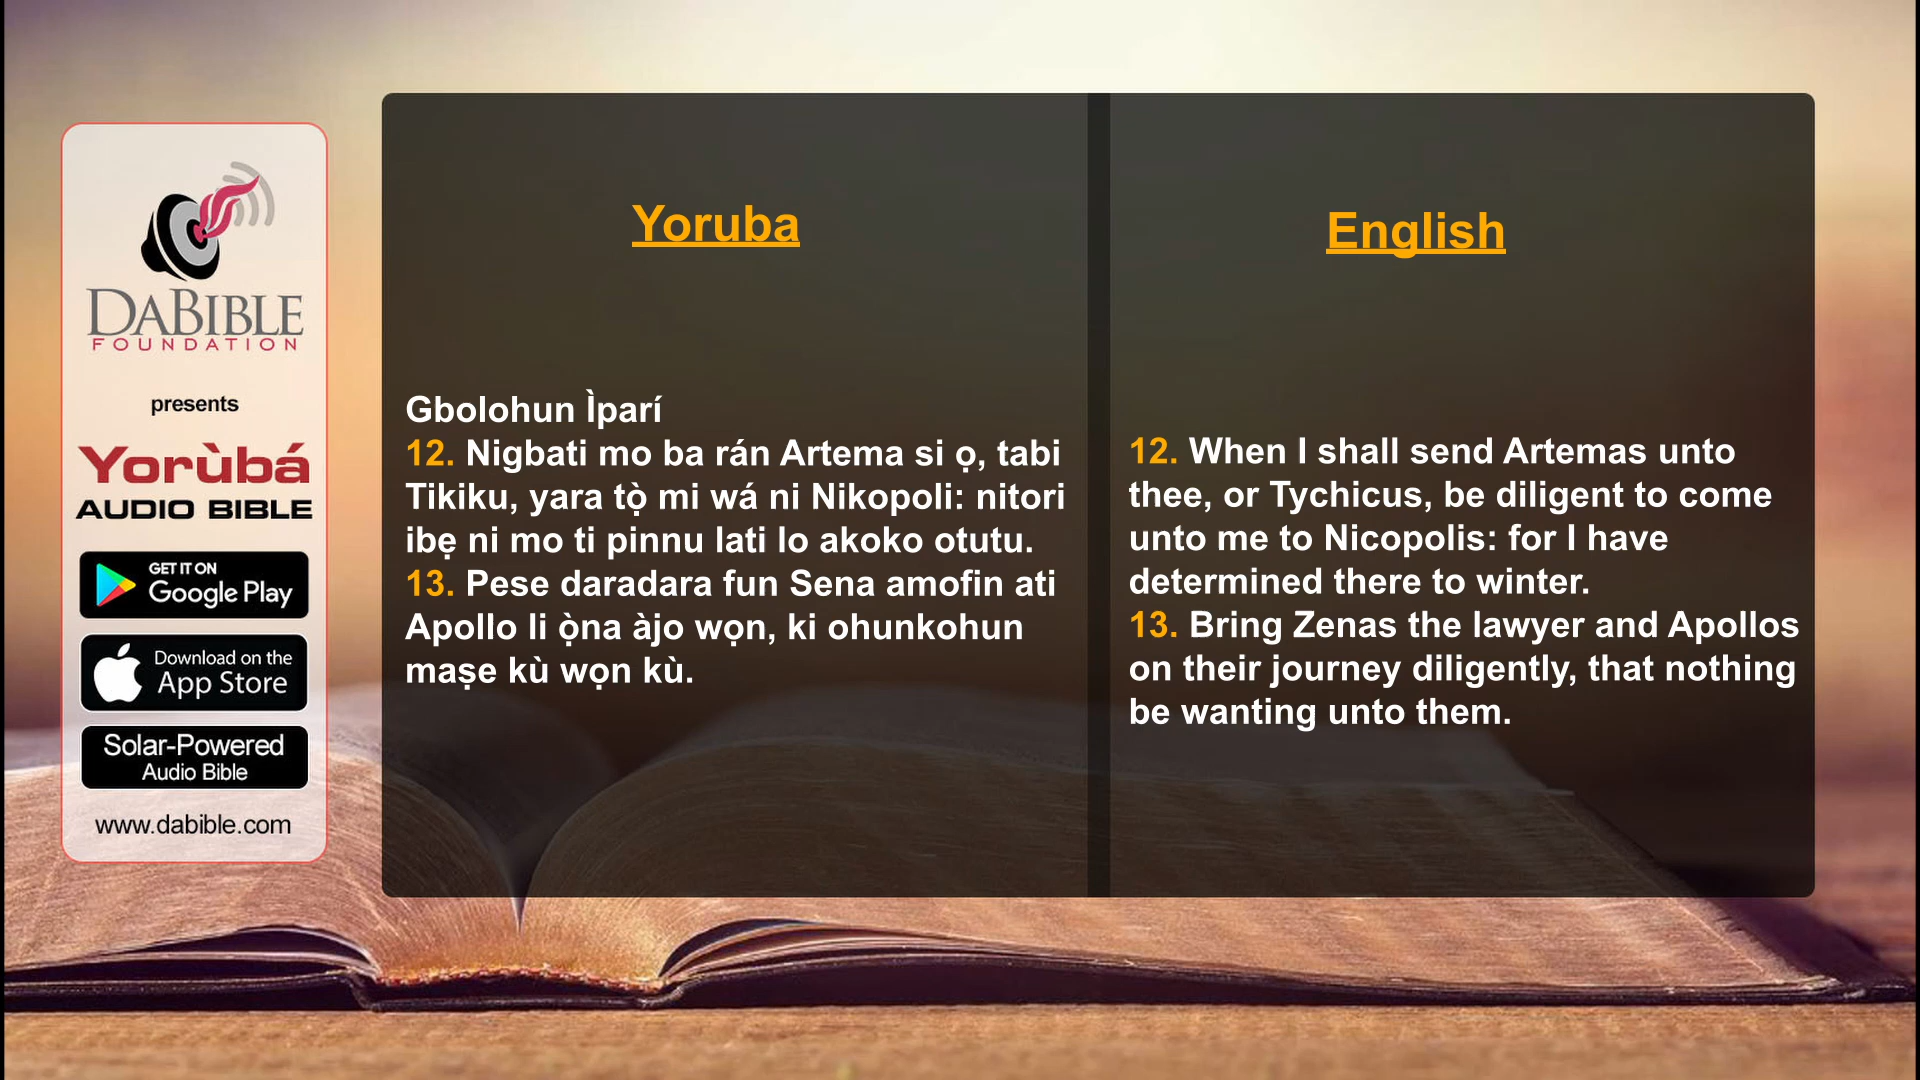 DABIBLE
FOUNDATION
presents
Yorùbá
AUDIO BIBLE
GET IT ON
Google Play
Download on the
App Store
Solar-Powered
Audio Bible
www.dabible.com
Yoruba
Gbolohun Ìparí
12. Nigbati mo ba rán Artema si ọ, tabi
Tikiku, yara tọ̀ mi wá ni Nikopoli: nitori
ibẹ ni mo ti pinnu lati lo akoko otutu.
13. Pese daradara fun Sena amofin ati
Apollo li ọ̀na àjo wọn, ki ohunkohun
maṣe kù wọn kù.
English
12. When I shall send Artemas unto
thee, or Tychicus, be diligent to come
unto me to Nicopolis: for I have
determined there to winter.
13. Bring Zenas the lawyer and Apollos
on their journey diligently, that nothing
be wanting unto them.